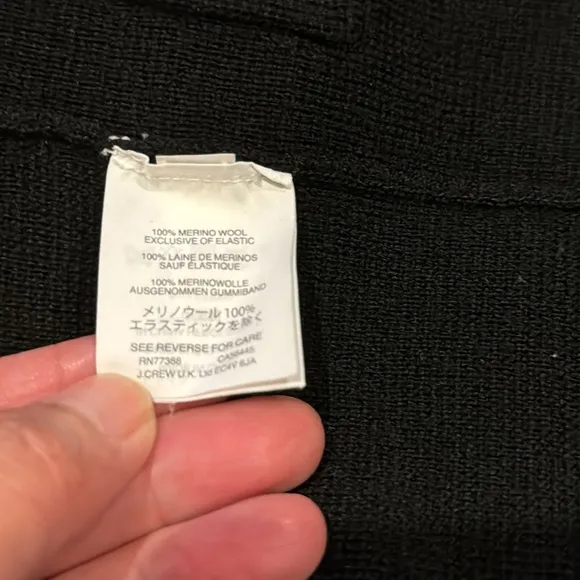 100% MERINO WOOL
EXCLUSIVE OF ELASTIC
100% LAINE DE MERINOS
SAUF ÉLASTIQUE
100% MERINOWOLLE
AUSGENOMMEN GUMMIBAND
メリノウール 100%
エラスティックを除く
SEE REVERSE FOR CARE
RN77388 CA56445
J.CREW U.K. Ltd EC4V 6JA